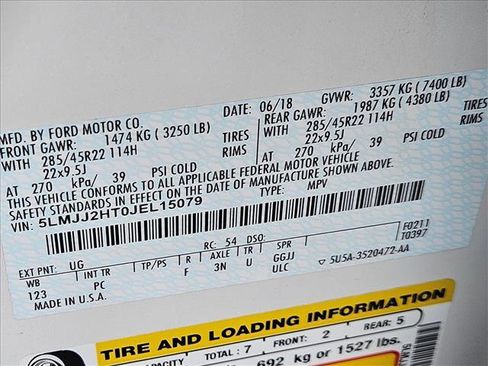 MFD. BY FORD MOTOR CO.
DATE: 06/18 GVWR: 3357 KG ( 7400 LB)
FRONT GAWR: 1474 KG ( 3250 LB) REAR GAWR: 1987 KG ( 4380 LB)
WITH 285/45R22 114H TIRES WITH 285/45R22 114H TIRES
22x9.5J RIMS 22x9.5J RIMS
AT 270 kPa/ 39 PSI COLD AT 270 kPa/ 39 PSI COLD
THIS VEHICLE CONFORMS TO ALL APPLICABLE FEDERAL MOTOR VEHICLE
SAFETY STANDARDS IN EFFECT ON THE DATE OF MANUFACTURE SHOWN ABOVE.
VIN: 5LMJJ2HT0JEL15079 TYPE: MPV
F0211
T0397
EXT PNT: UG RC: 54 DSO:
WB INT TR TP/PS R AXLE TR SPR
123 PC F 3N U GGJJ
ULC
5U5A-3520472-AA
MADE IN U.S.A.
TIRE AND LOADING INFORMATION
TOTAL: 7 FRONT: 2 REAR: 5
692 kg or 1527 lbs.